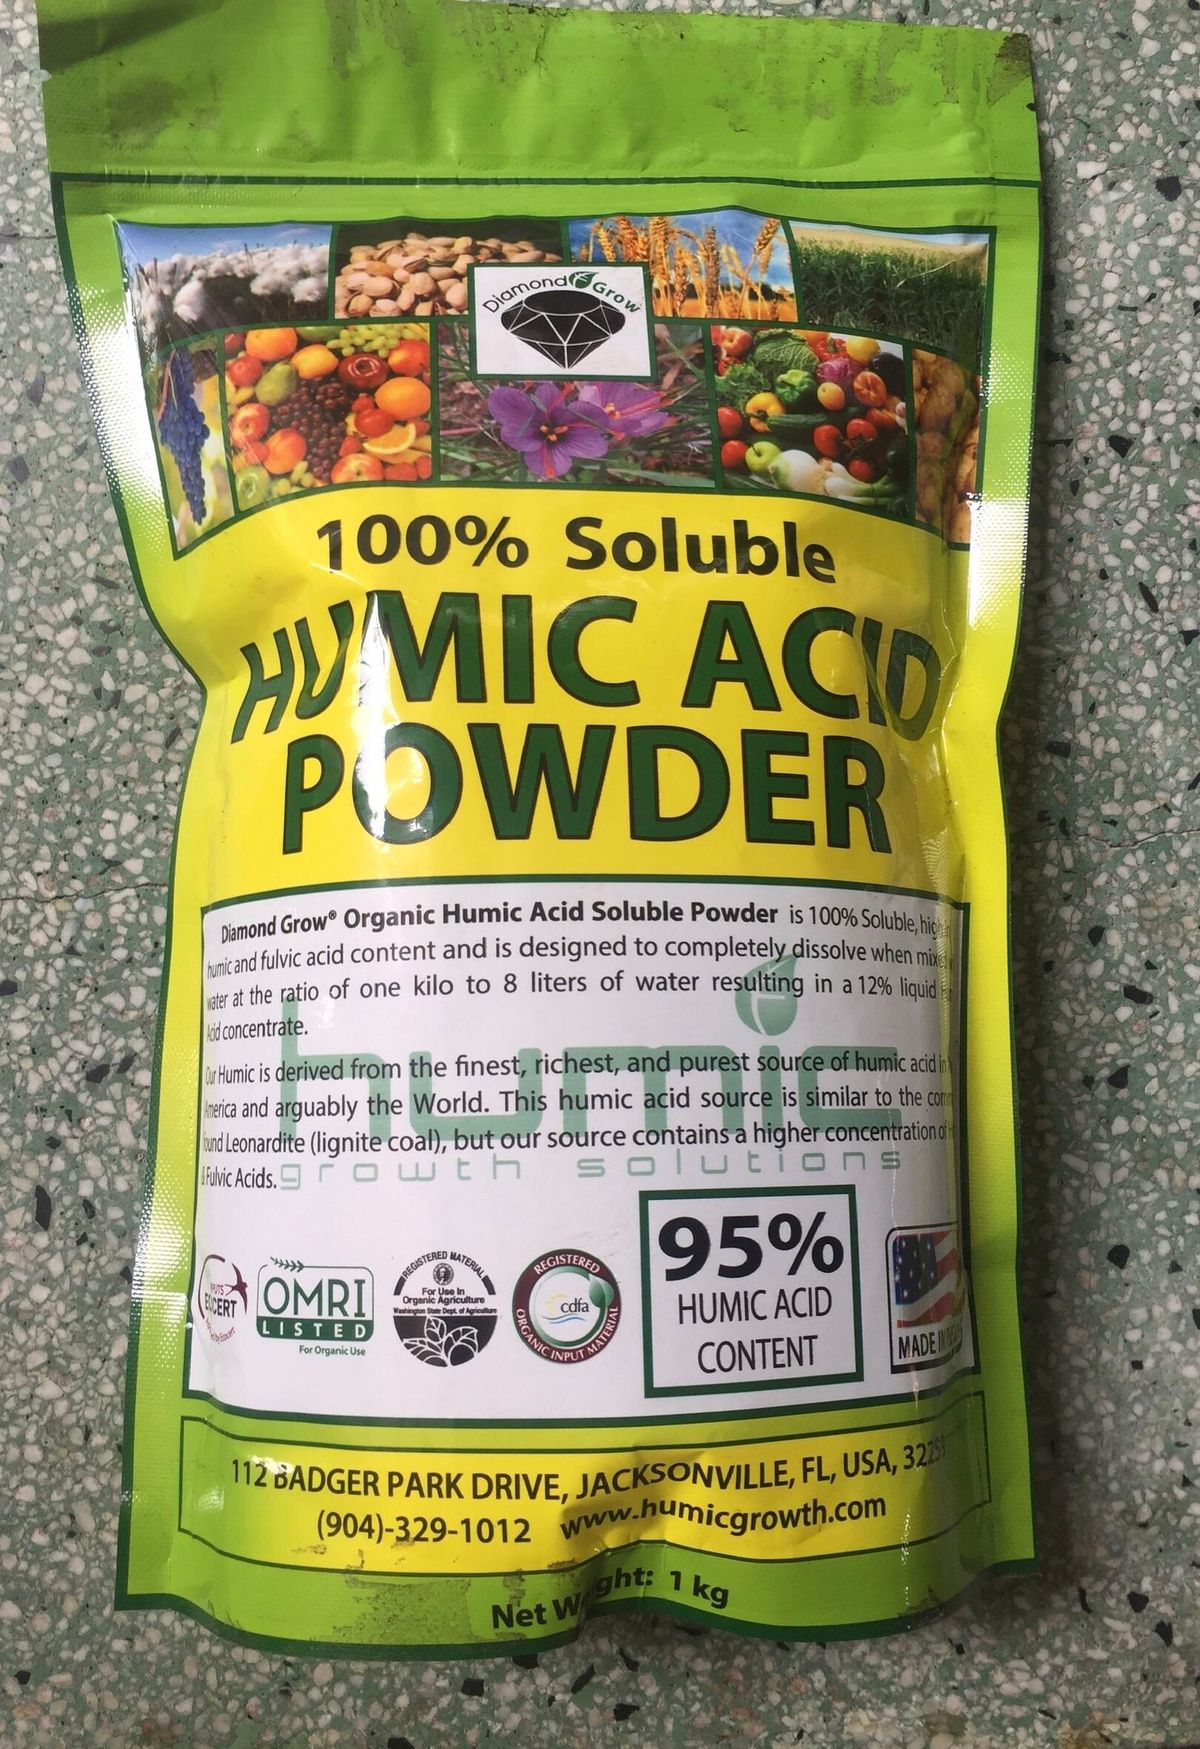 Diamond Grow
100% Soluble
HUMIC ACID
POWDER
Diamond Grow® Organic Humic Acid Soluble Powder is 100% Soluble,
humic and fulvic acid content and is designed to completely dissolve when
water at the ratio of one kilo to 8 liters of water resulting in a 12% liquid
Acid concentrate.
Our Humic is derived from the finest, richest, and purest source of humic acid in
America and arguably the World. This humic acid source is similar to the
found Leonardite (lignite coal), but our source contains a higher concentration of
& Fulvic Acids.
humic
growth solutions
INPUTS
ECOCERT
OMRI
LISTED
For Organic Use
REGISTERED MATERIAL
For Use In
Organic Agriculture
Washington State Dept. of Agriculture
REGISTERED
cdfa
ORGANIC INPUT MATERIAL
95%
HUMIC ACID
CONTENT
MADE IN
112 BADGER PARK DRIVE, JACKSONVILLE, FL, USA,
(904)-329-1012 www.humicgrowth.com
Net Weight: 1 kg